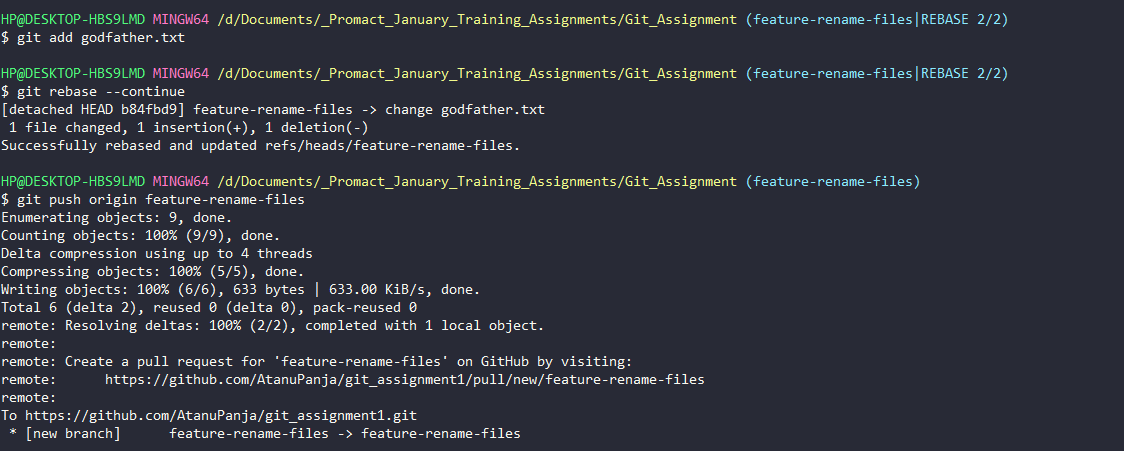 HP@DESKTOP-HBS9LMD MINGW64 /d/Documents/_Promact_January_Training_Assignments/Git_Assignment (feature-rename-files|REBASE 2/2)
$ git add godfather.txt
HP@DESKTOP-HBS9LMD MINGW64 /d/Documents/_Promact_January_Training_Assignments/Git_Assignment (feature-rename-files|REBASE 2/2)
$ git rebase --continue
[detached HEAD b84fbd9] feature-rename-files -> change godfather.txt
 1 file changed, 1 insertion(+), 1 deletion(-)
Successfully rebased and updated refs/heads/feature-rename-files.
HP@DESKTOP-HBS9LMD MINGW64 /d/Documents/_Promact_January_Training_Assignments/Git_Assignment (feature-rename-files)
$ git push origin feature-rename-files
Enumerating objects: 9, done.
Counting objects: 100% (9/9), done.
Delta compression using up to 4 threads
Compressing objects: 100% (5/5), done.
Writing objects: 100% (6/6), 633 bytes | 633.00 KiB/s, done.
Total 6 (delta 2), reused 0 (delta 0), pack-reused 0
remote: Resolving deltas: 100% (2/2), completed with 1 local object.
remote:
remote: Create a pull request for 'feature-rename-files' on GitHub by visiting:
remote:      https://github.com/AtanuPanja/git_assignment1/pull/new/feature-rename-files
remote:
To https://github.com/AtanuPanja/git_assignment1.git
 * [new branch]      feature-rename-files -> feature-rename-files